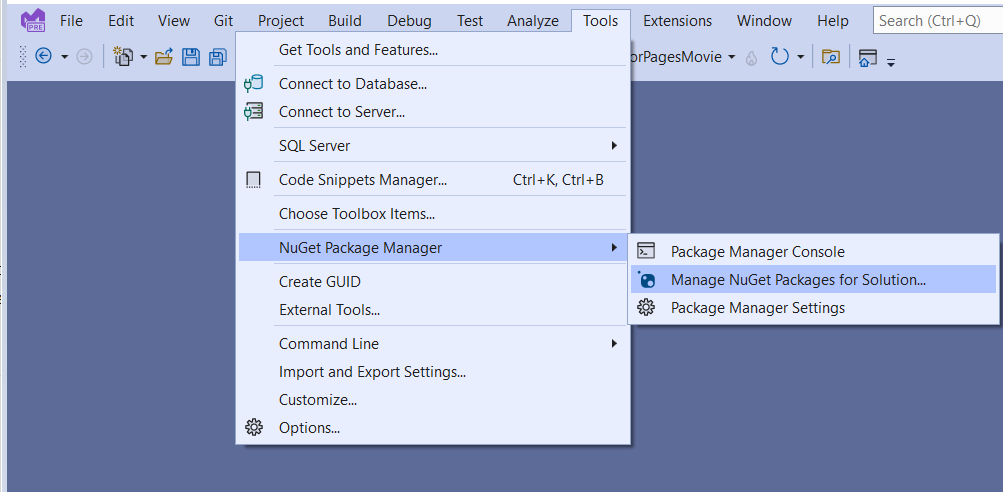 PRE
File Edit View Git Project Build Debug Test Analyze Tools Extensions Window Help Search (Ctrl+Q)
orPagesMovie
Get Tools and Features...
Connect to Database...
Connect to Server...
SQL Server
Code Snippets Manager... Ctrl+K, Ctrl+B
Choose Toolbox Items...
NuGet Package Manager
Package Manager Console
Manage NuGet Packages for Solution...
Package Manager Settings
Create GUID
External Tools...
Command Line
Import and Export Settings...
Customize...
Options...